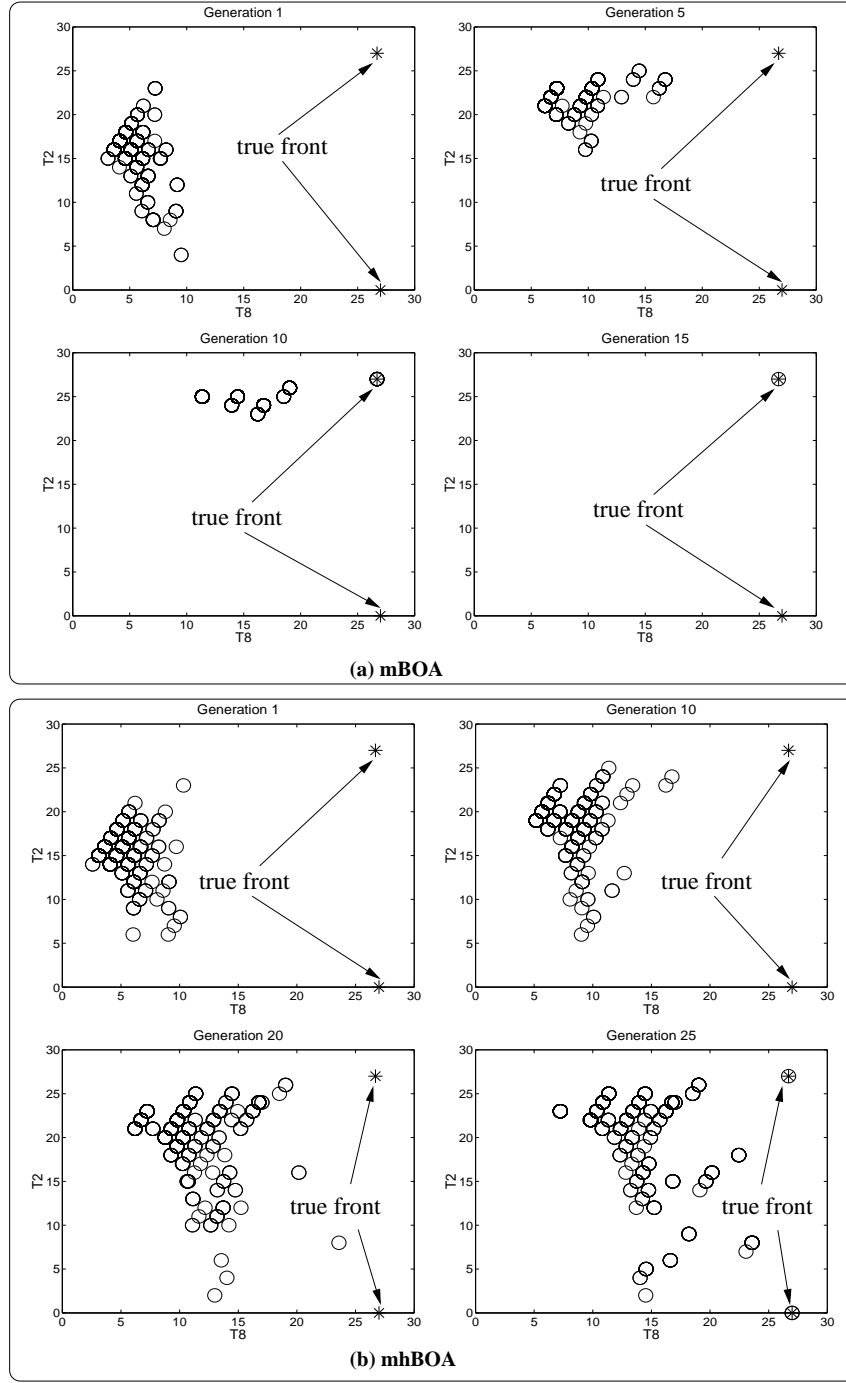 Generation 1
30
25
20
15
10
5
0
T2
0 5 10 15 20 25 30
T8
true front
Generation 5
30
25
20
15
10
5
0
T2
0 5 10 15 20 25 30
T8
true front
Generation 10
30
25
20
15
10
5
0
T2
0 5 10 15 20 25 30
T8
true front
Generation 15
30
25
20
15
10
5
0
T2
0 5 10 15 20 25 30
T8
true front
(a) mBOA
Generation 1
30
25
20
15
10
5
0
T2
0 5 10 15 20 25 30
T8
true front
Generation 10
30
25
20
15
10
5
0
T2
0 5 10 15 20 25 30
T8
true front
Generation 20
30
25
20
15
10
5
0
T2
0 5 10 15 20 25 30
T8
true front
Generation 25
30
25
20
15
10
5
0
T2
0 5 10 15 20 25 30
T8
true front
(b) mhBOA